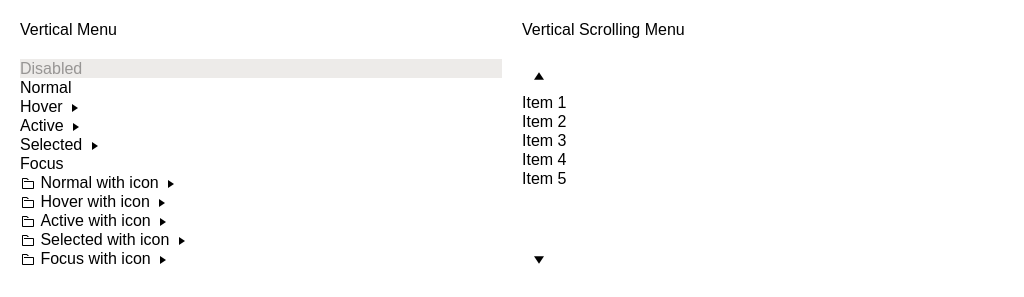 Vertical Menu
Disabled
Normal
Hover
Active
Selected
Focus
Normal with icon
Hover with icon
Active with icon
Selected with icon
Focus with icon
Vertical Scrolling Menu
Item 1
Item 2
Item 3
Item 4
Item 5